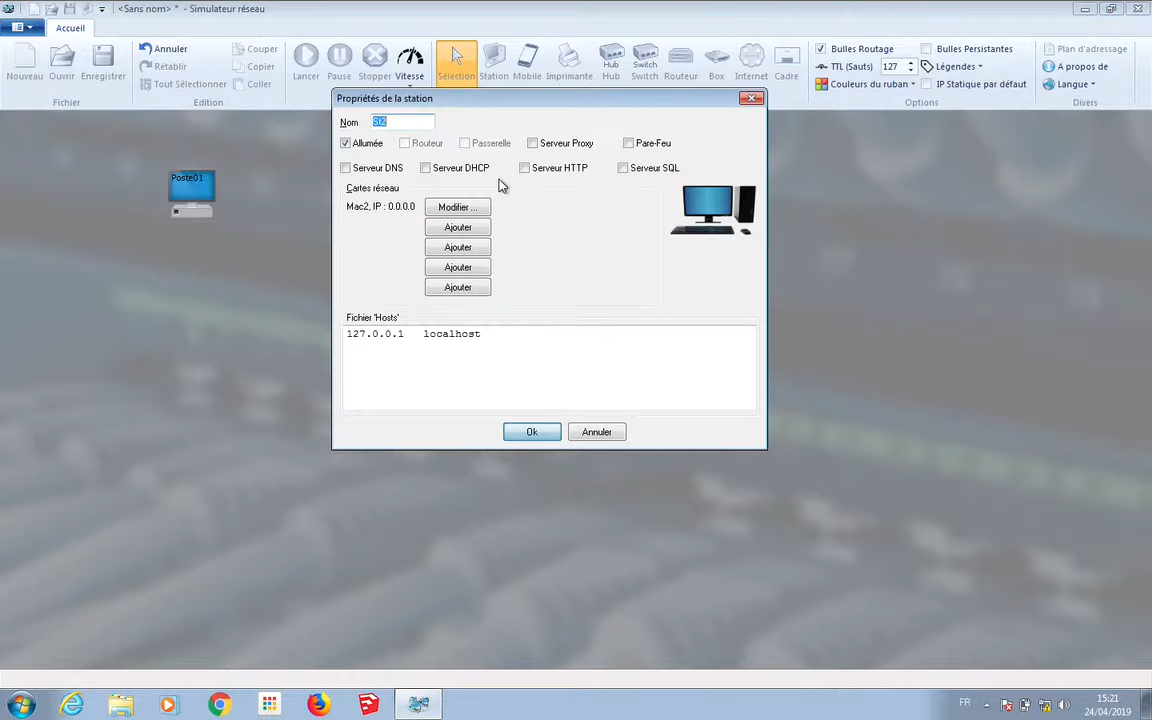 <Sans nom> * - Simulateur réseau
Accueil
Nouveau
Ouvrir
Enregistrer
Fichier
Annuler
Rétablir
Tout Sélectionner
Couper
Copier
Coller
Edition
Lancer
Pause
Stopper
Vitesse
Sélection
Station
Mobile
Imprimante
Hub
Hub
Switch
Switch
Routeur
Box
Internet
Cadre
Bulles Routage
Bulles Persistantes
TTL (Sauts) 127
Légendes
Couleurs du ruban
IP Statique par défaut
Options
Plan d'adressage
A propos de
Langue
Divers
Propriétés de la station
Nom St2
Allumée Routeur Passerelle Serveur Proxy Pare-Feu
Serveur DNS Serveur DHCP Serveur HTTP Serveur SQL
Cartes réseau
Mac2, IP : 0.0.0.0 Modifier ...
Ajouter
Ajouter
Ajouter
Ajouter
Fichier 'Hosts'
127.0.0.1 localhost
Ok Annuler
Poste01
FR
15:21
24/04/2019